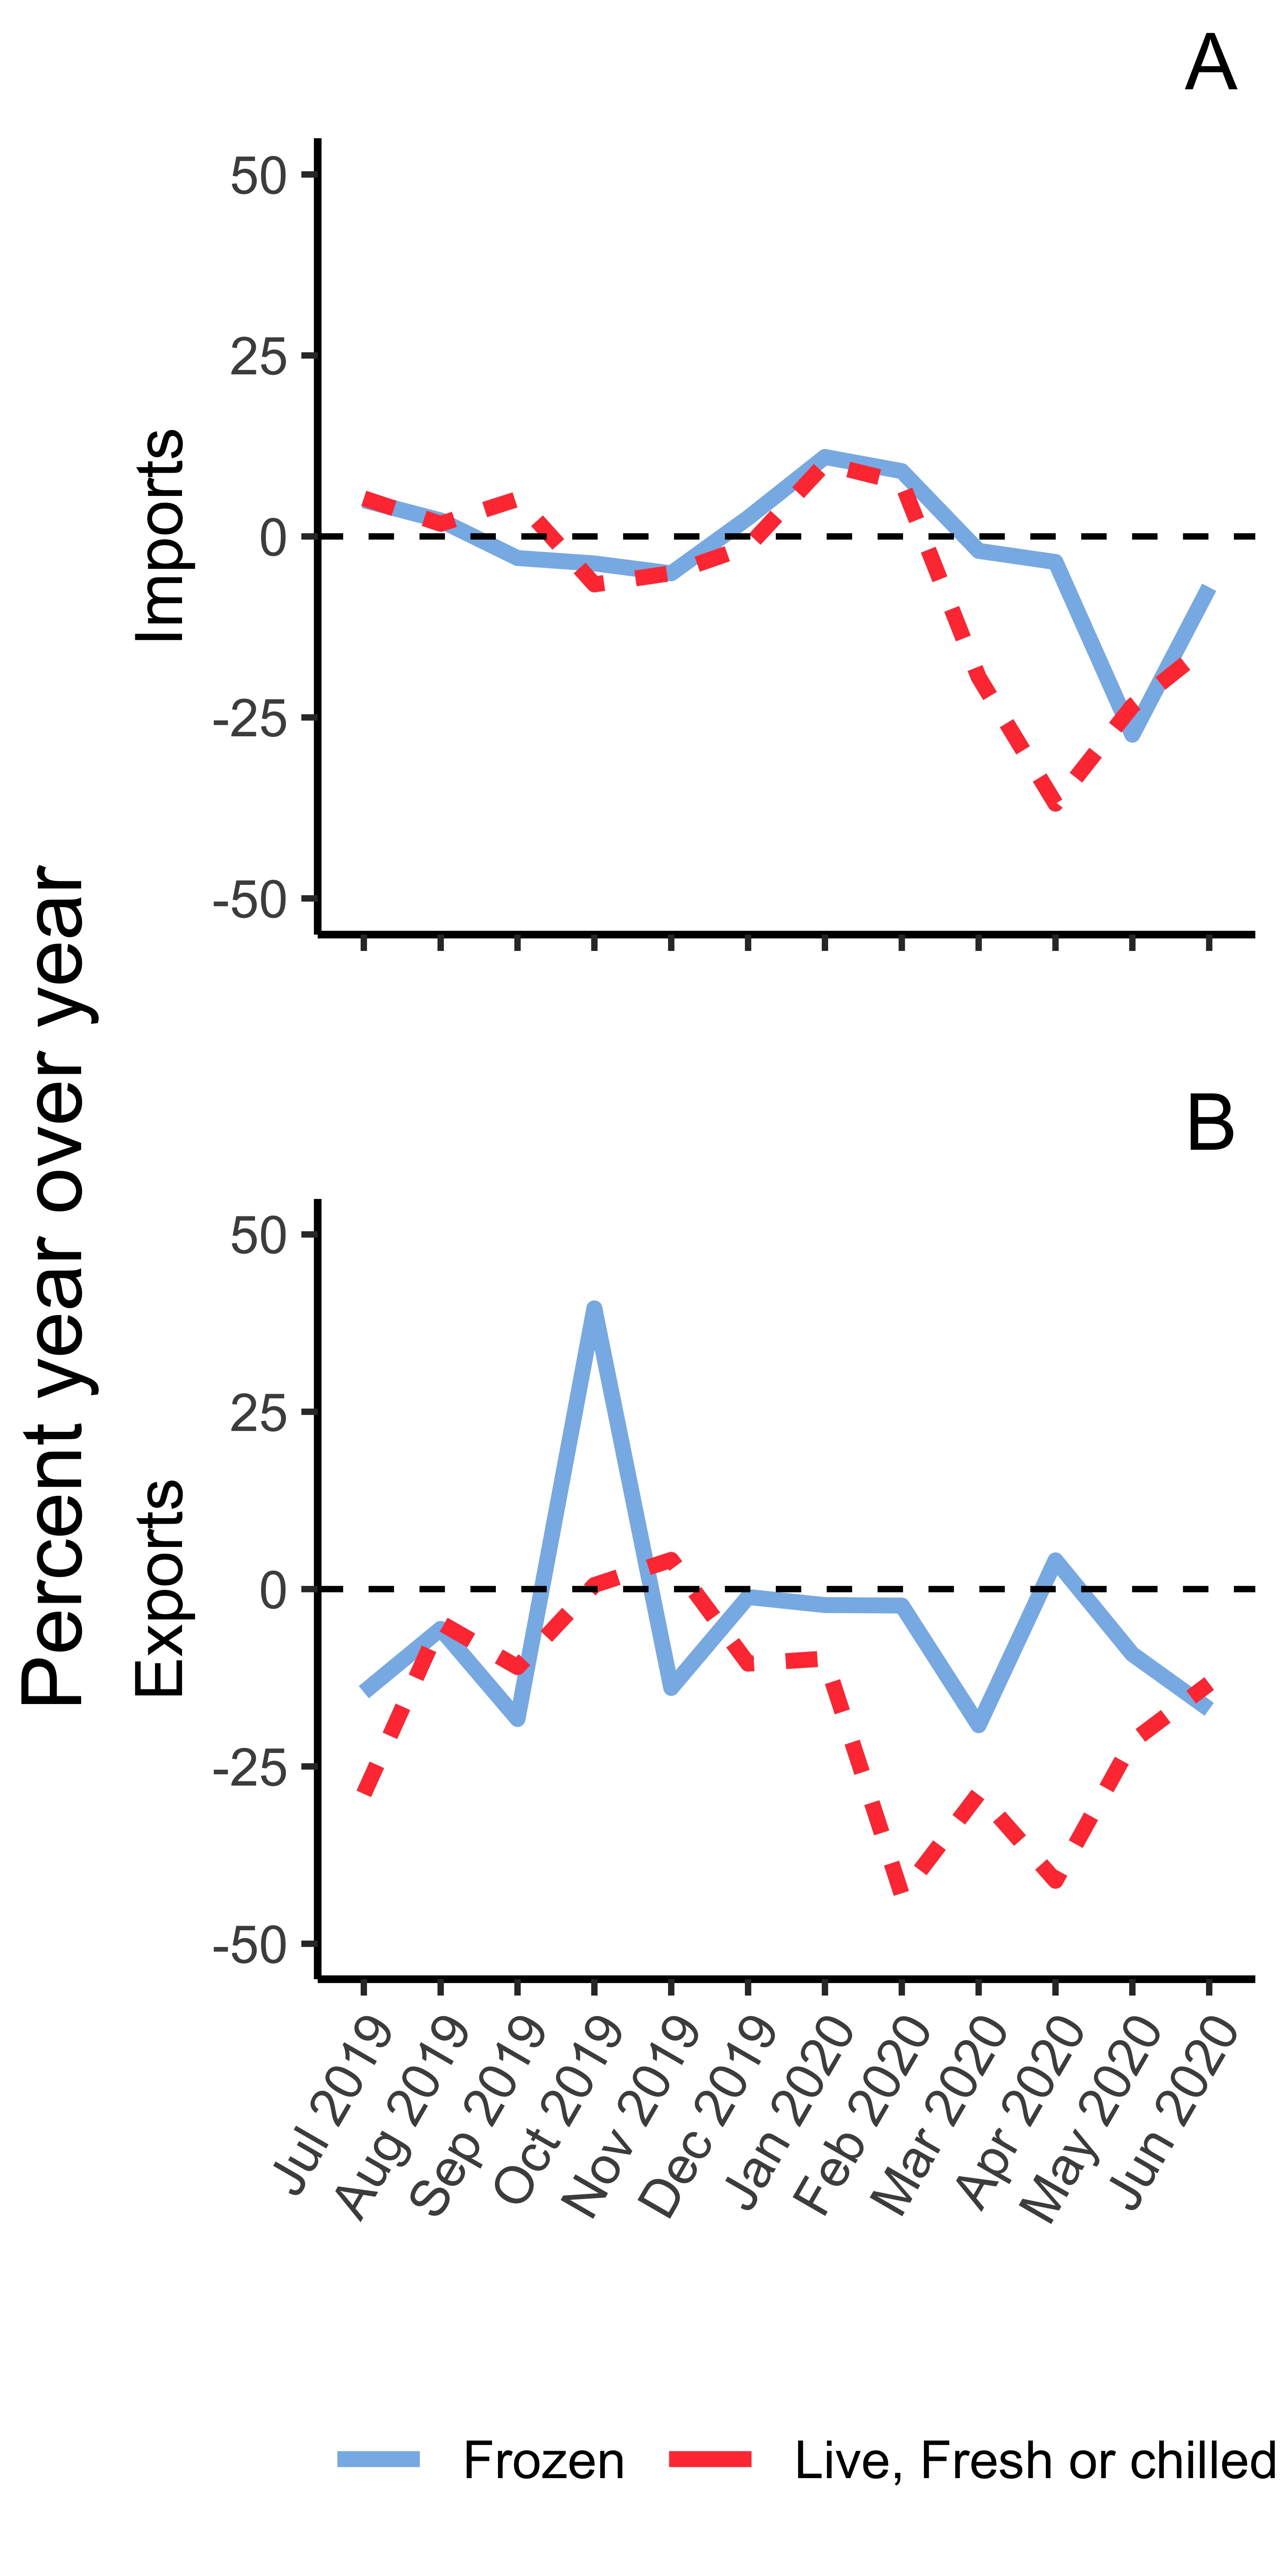 A
50
25
0
-25
-50
Imports
Percent year over year
B
50
25
0
-25
-50
Exports
Jul 2019
Aug 2019
Sep 2019
Oct 2019
Nov 2019
Dec 2019
Jan 2020
Feb 2020
Mar 2020
Apr 2020
May 2020
Jun 2020
Frozen
Live, Fresh or chilled